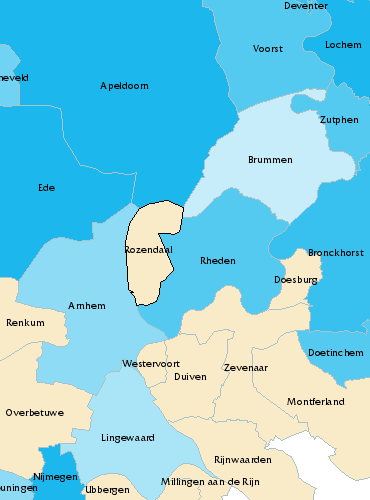 Deventer
Voorst
Lochem
neveld
Apeldoorn
Zutphen
Brummen
Ede
Rozendaal
Rheden
Bronckhorst
Doesburg
Arnhem
Renkum
Doetinchem
Westervoort
Zevenaar
Duiven
Montferland
Overbetuwe
Lingewaard
Rijnwaarden
Nijmegen
Millingen aan de Rijn
uningen
Ubbergen